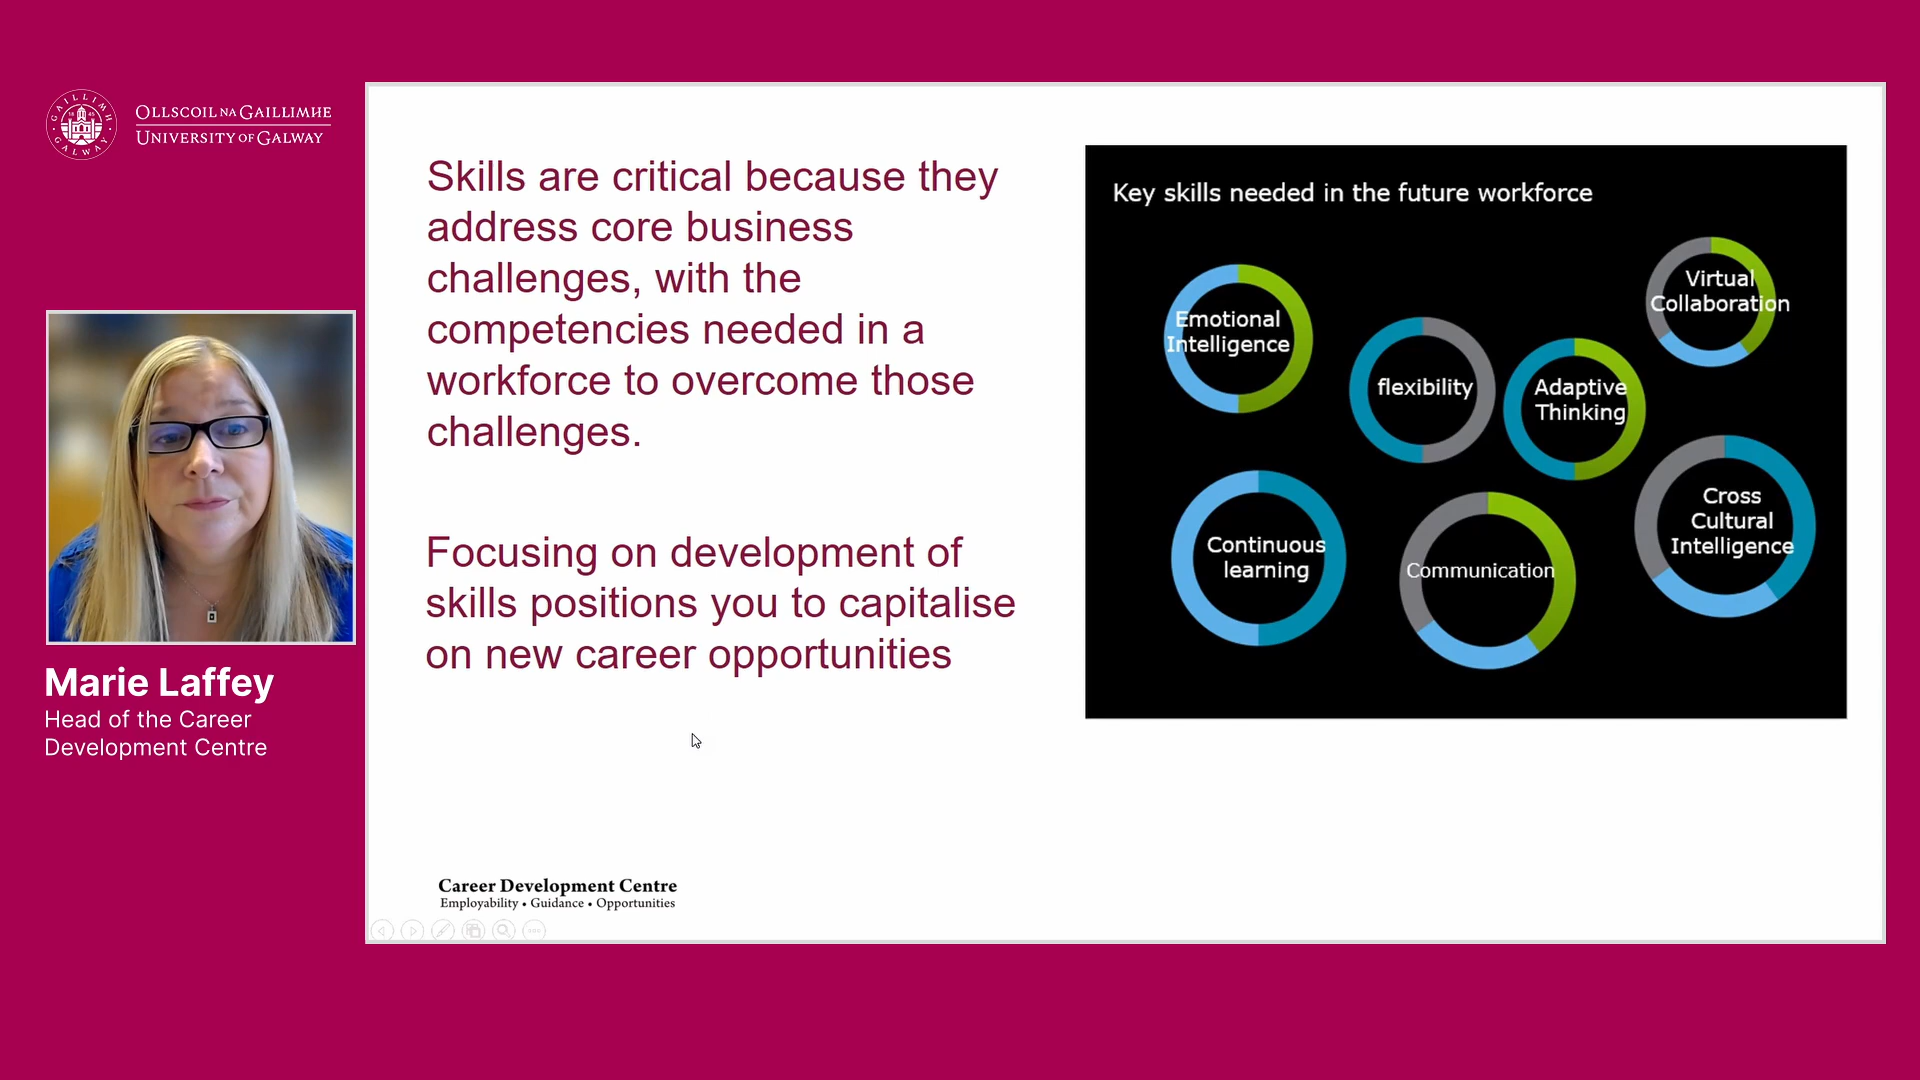 GAILLIMH
1845
GALWAY
OLLSCOIL NA GAILLIMHE
UNIVERSITY OF GALWAY
Marie Laffey
Head of the Career
Development Centre
Skills are critical because they
address core business
challenges, with the
competencies needed in a
workforce to overcome those
challenges.
Focusing on development of
skills positions you to capitalise
on new career opportunities
Key skills needed in the future workforce
Emotional
Intelligence
flexibility
Adaptive
Thinking
Virtual
Collaboration
Continuous
learning
Communication
Cross
Cultural
Intelligence
Career Development Centre
Employability • Guidance • Opportunities